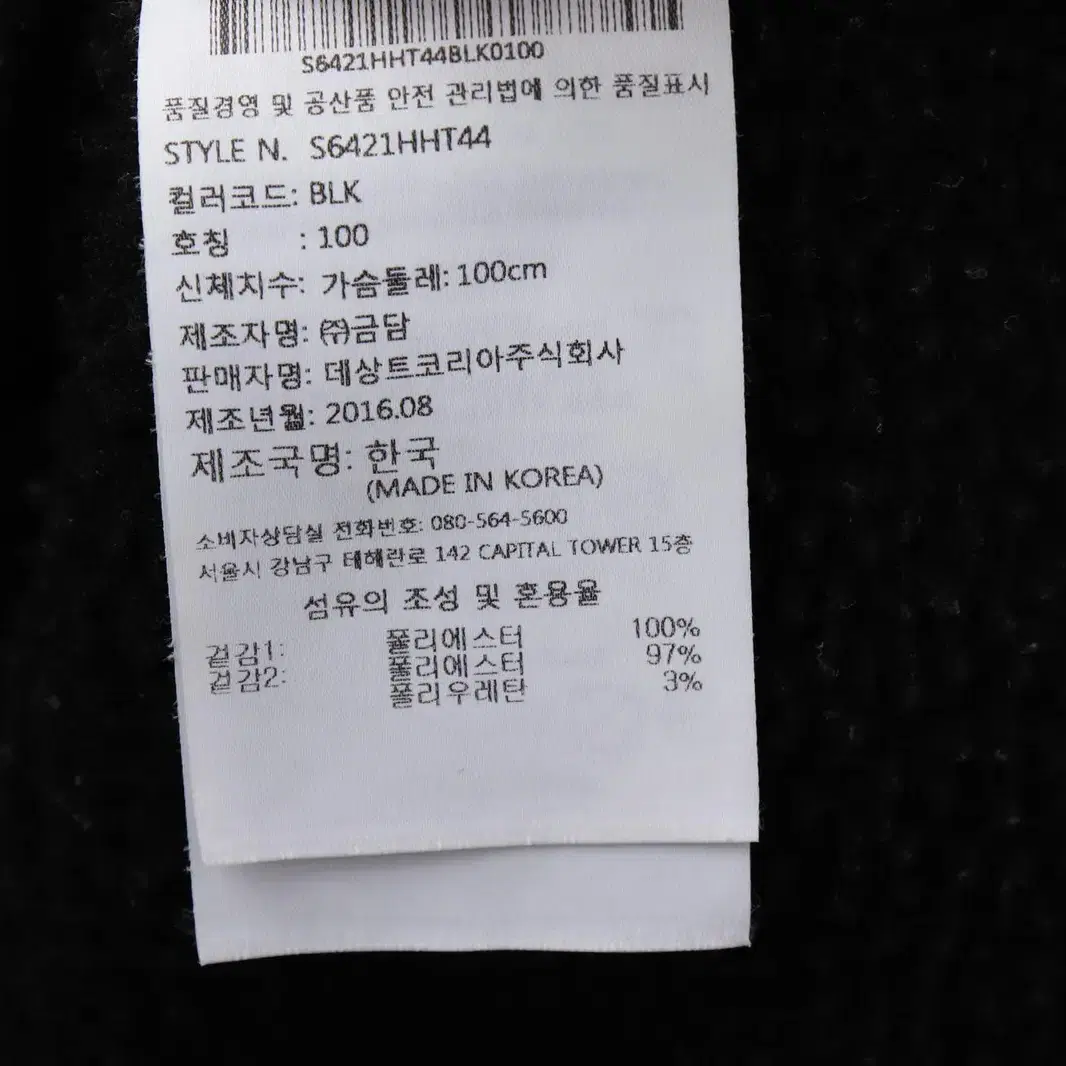 S6421HHT44BLK0100
품질경영 및 공산품 안전 관리법에 의한 품질표시
STYLE N. S6421HHT44
컬러코드: BLK
호칭 : 100
신체치수: 가슴둘레: 100cm
제조자명: ㈜금담
판매자명: 데상트코리아주식회사
제조년월: 2016.08
제조국명: 한국
(MADE IN KOREA)
소비자상담실 전화번호: 080-564-5600
서울시 강남구 테헤란로 142 CAPITAL TOWER 15층
섬유의 조성 및 혼용율
겉감1: 폴리에스터 100%
겉감2: 폴리에스터 97%
폴리우레탄 3%